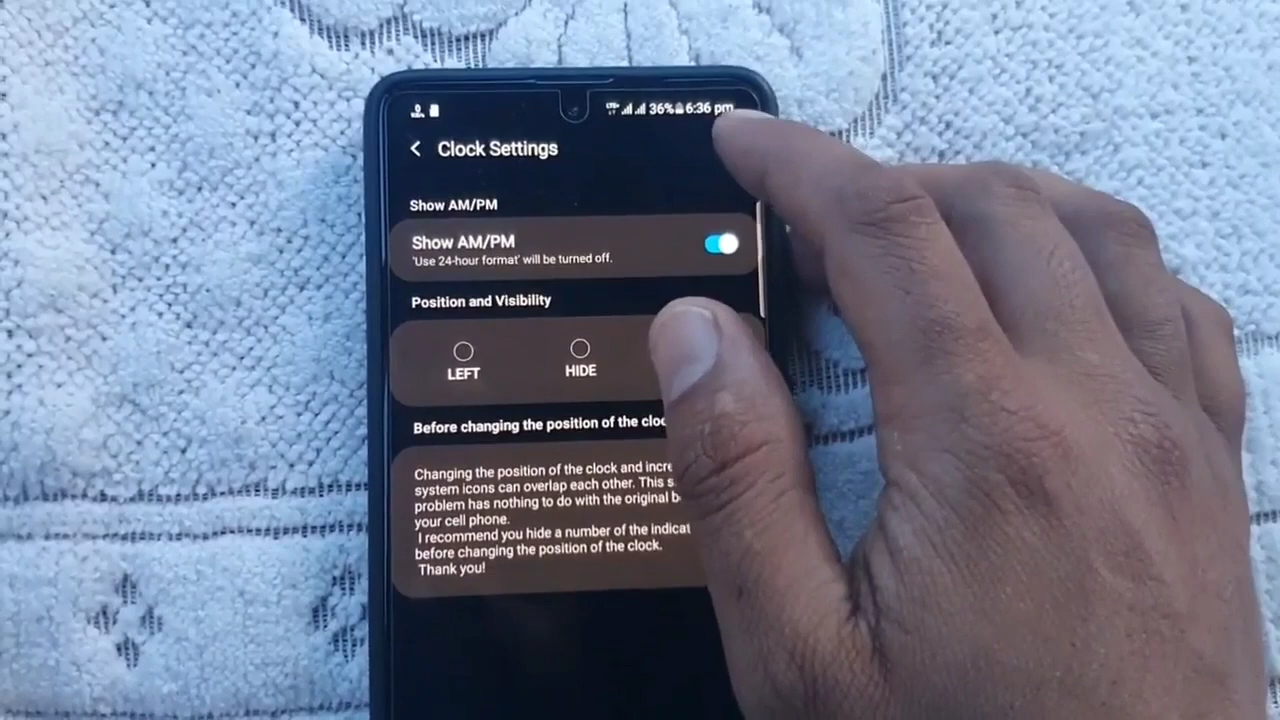 36% 6:36 pm
Clock Settings
Show AM/PM
Show AM/PM
'Use 24-hour format' will be turned off.
Position and Visibility
LEFT
HIDE
Before changing the position of the cloc
Changing the position of the clock and incre
system icons can overlap each other. This s
problem has nothing to do with the original b
your cell phone.
I recommend you hide a number of the indicat
before changing the position of the clock.
Thank you!